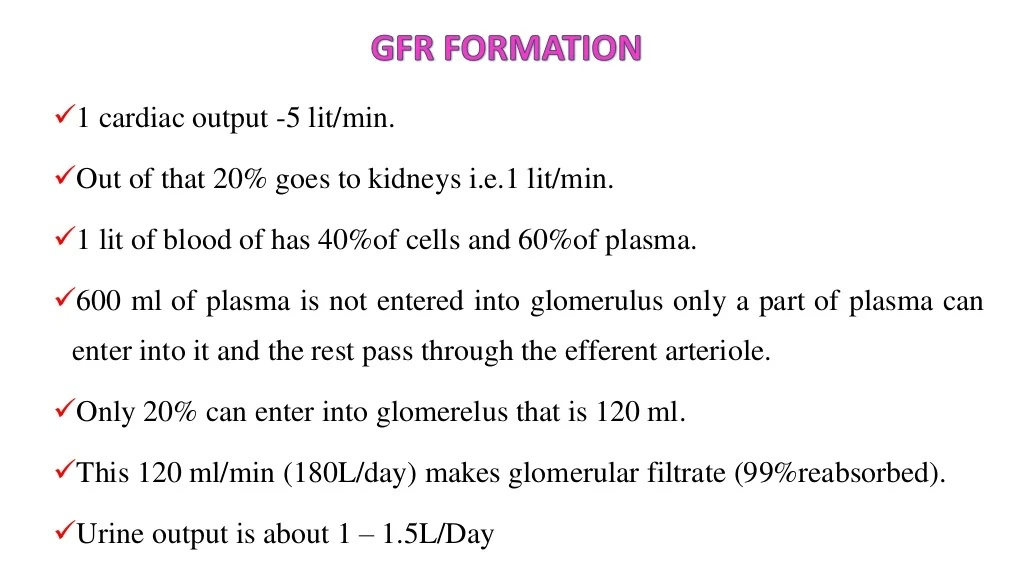 GFR FORMATION
✓1 cardiac output -5 lit/min.
✓Out of that 20% goes to kidneys i.e.1 lit/min.
✓1 lit of blood of has 40%of cells and 60%of plasma.
✓600 ml of plasma is not entered into glomerulus only a part of plasma can
enter into it and the rest pass through the efferent arteriole.
✓Only 20% can enter into glomerelus that is 120 ml.
✓This 120 ml/min (180L/day) makes glomerular filtrate (99%reabsorbed).
✓Urine output is about 1 – 1.5L/Day